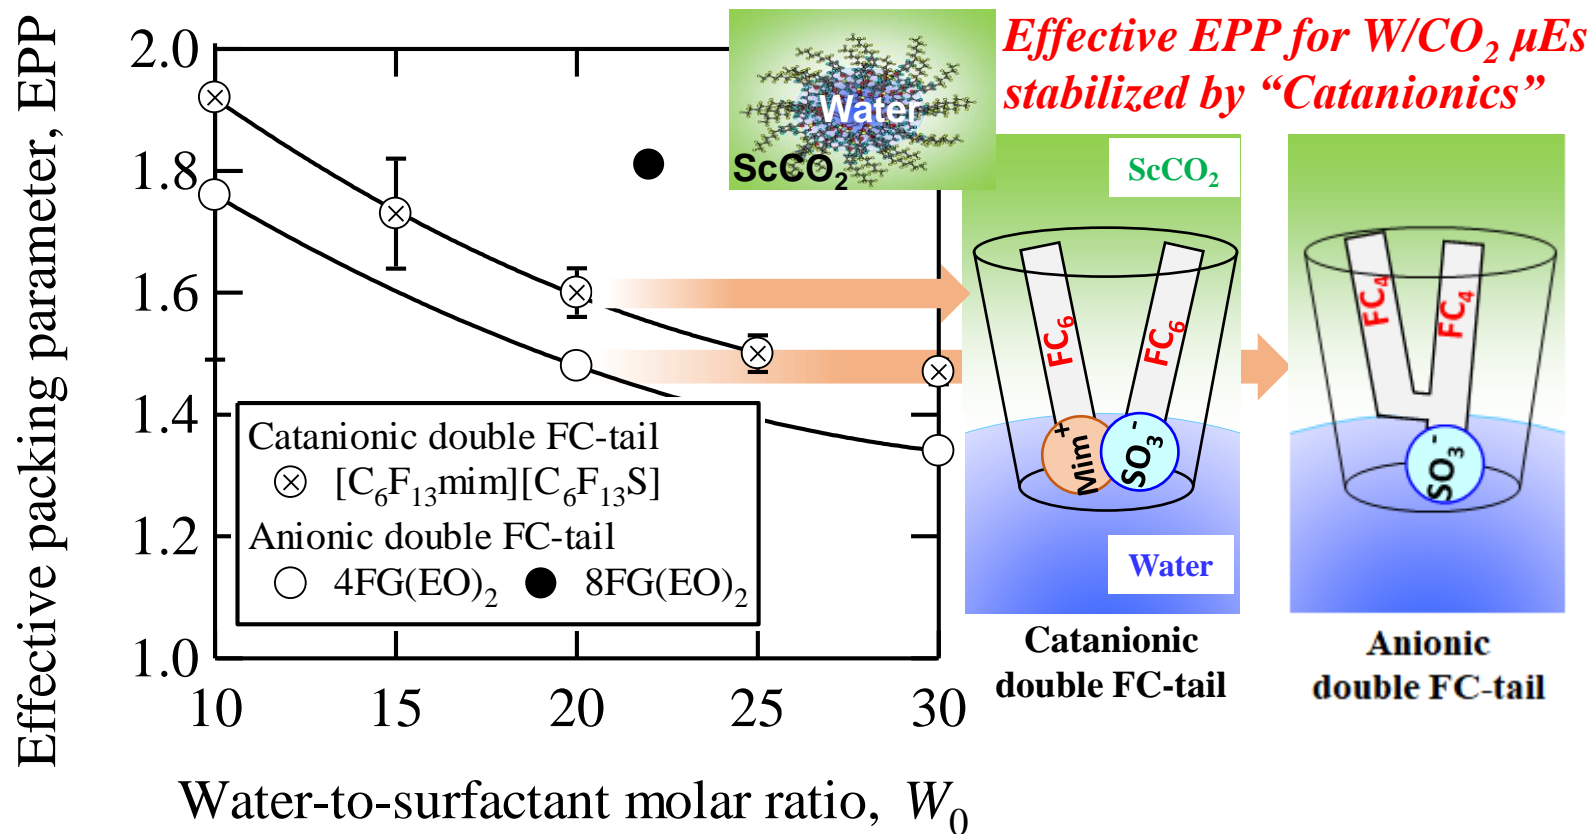 Effective EPP for W/CO₂ μEs
stabilized by “Catanionics”
Effective packing parameter, EPP
2.0
1.8
1.6
1.4
1.2
1.0
10
15
20
25
30
Water-to-surfactant molar ratio, W₀
Catanionic double FC-tail
[C₆F₁₃mim][C₆F₁₃S]
Anionic double FC-tail
4FG(EO)₂
8FG(EO)₂
Water
ScCO₂
ScCO₂
FC₆
FC₆
Mim⁺
SO₃⁻
Water
Catanionic
double FC-tail
FC₄
FC₄
SO₃⁻
Anionic
double FC-tail